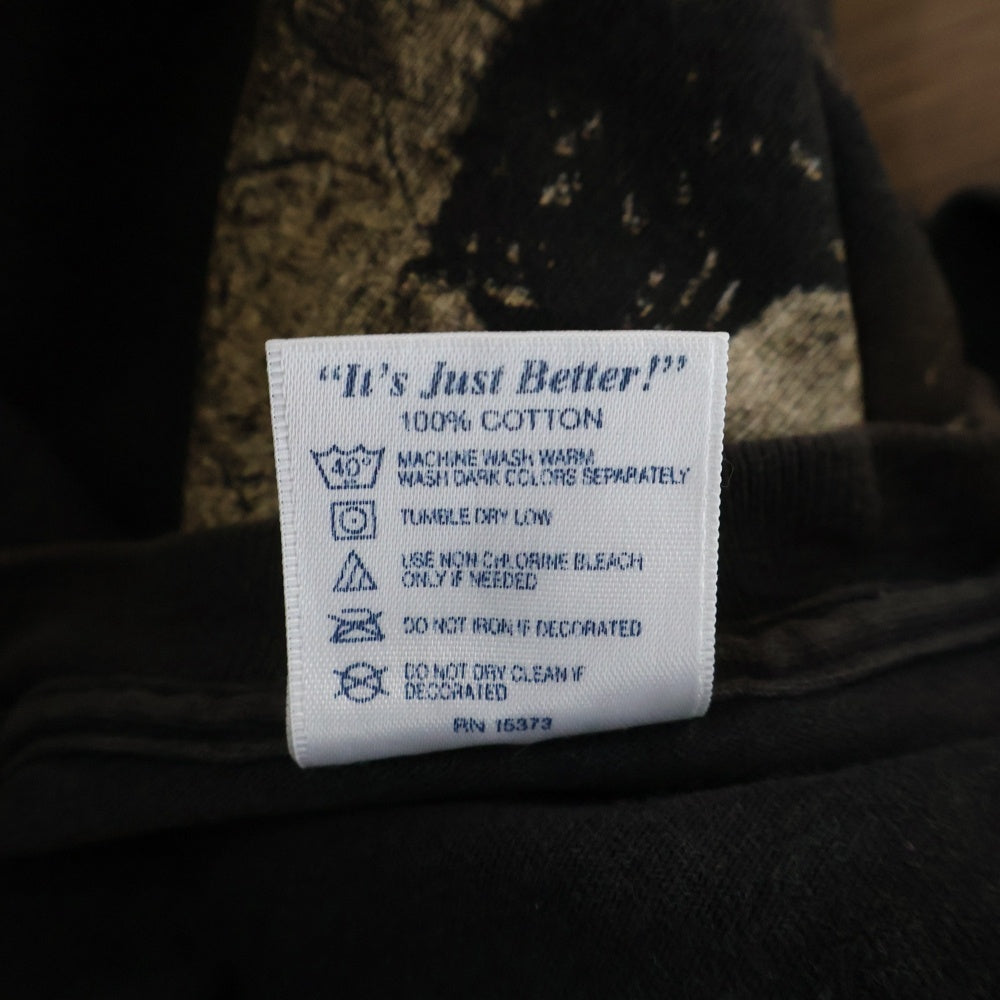 "It's Just Better!"
100% COTTON
40°
MACHINE WASH WARM
WASH DARK COLORS SEPARATELY
TUMBLE DRY LOW
USE NON CHLORINE BLEACH
ONLY IF NEEDED
DO NOT IRON IF DECORATED
DO NOT DRY CLEAN IF
DECORATED
RN 15373